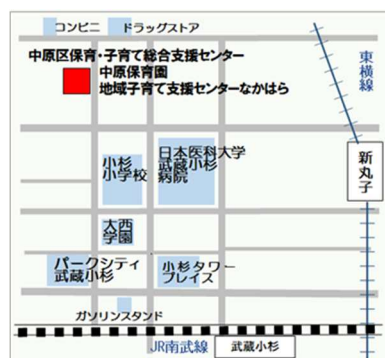 コンビニ
ドラッグストア
中原区保育・子育て総合支援センター
中原保育園
地域子育て支援センターなかはら
東横線
新丸子
小杉
小学校
日本医科大学
武蔵小杉
病院
大西
学園
パークシティ
武蔵小杉
小杉タワー
プレイス
ガソリンスタンド
JR南武線
武蔵小杉